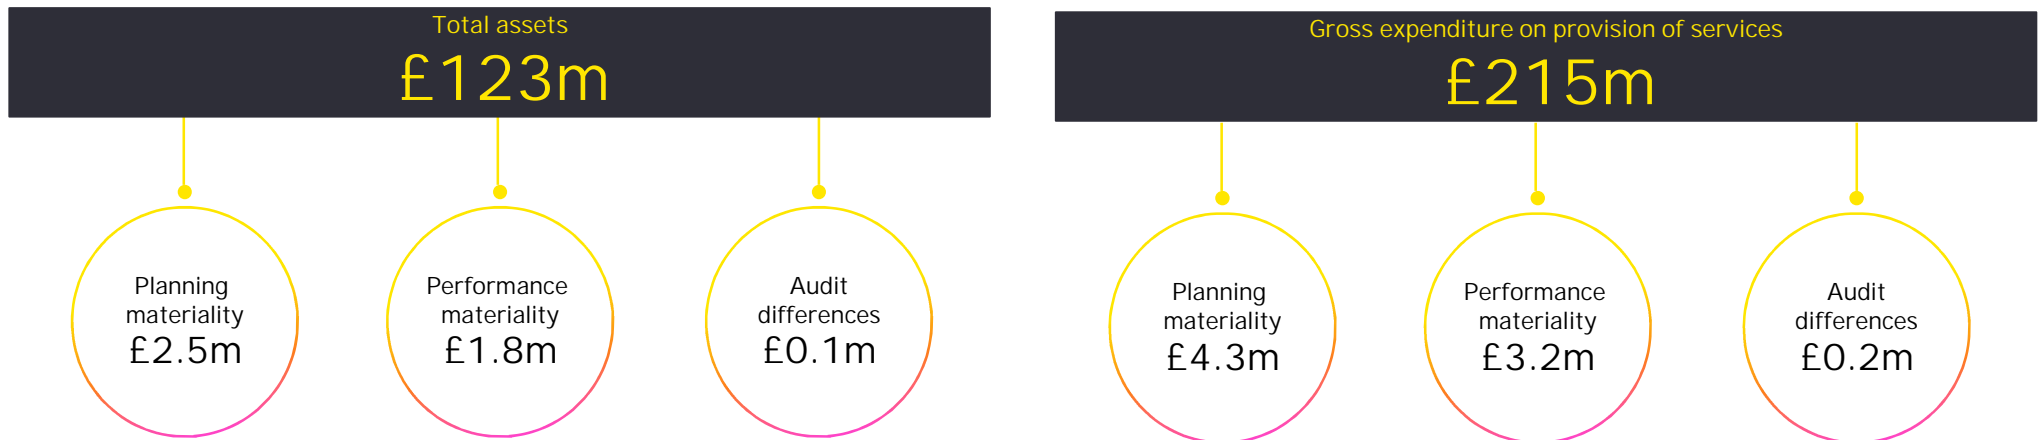 Total assets
£123m
Planning
materiality
£2.5m
Performance
materiality
£1.8m
Audit
differences
£0.1m
Gross expenditure on provision of services
£215m
Planning
materiality
£4.3m
Performance
materiality
£3.2m
Audit
differences
£0.2m